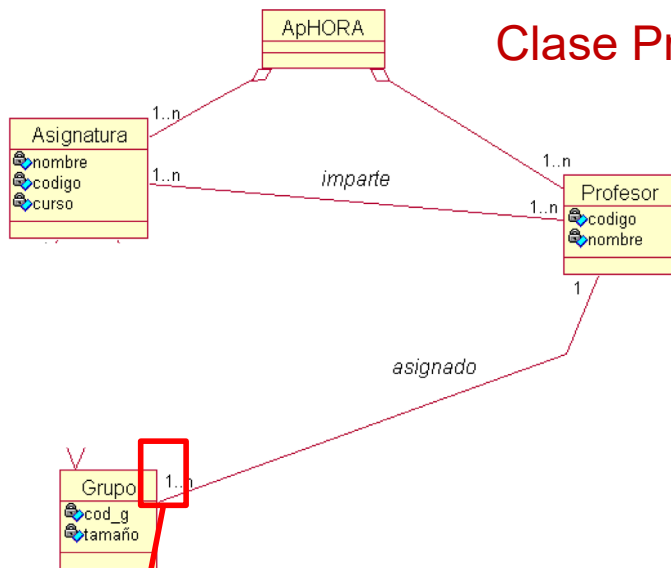 ApHORA
Clase Pr
1..n
Asignatura
nombre
codigo
curso
1..n
imparte
1..n
1..n
Profesor
codigo
nombre
1
asignado
1..n
Grupo
cod_g
tamaño